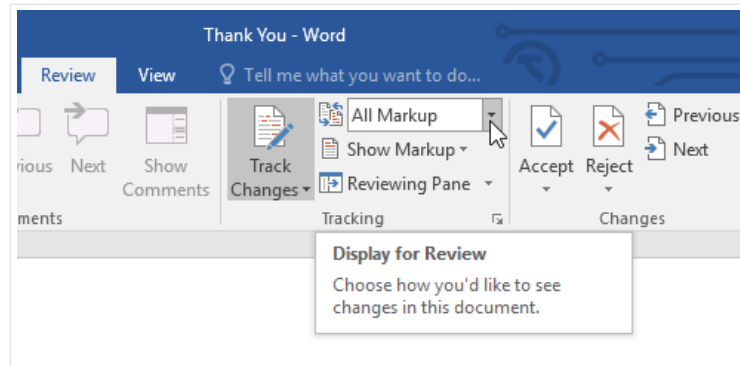 Thank You - Word
Review View Tell me what you want to do...
All Markup Previous
Show Markup Next
Next Show Track Reviewing Pane Accept Reject
Comments Changes
Tracking Changes
Display for Review
Choose how you'd like to see
changes in this document.